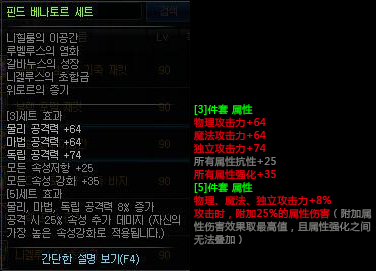 핀드 베나토르 세트
검색
니힐룸의 이공간
루벨루스의 염화
갈바누스의 성장
니겔루스의 초합금
위로르의 증기
Lv
90
90
90
[3]세트 효과
물리 공격력 +64
마법 공격력 +64
독립 공격력 +74
모든 속성저항 +25
모든 속성 강화 +35
[5]세트 효과
물리, 마법, 독립 공격력 8% 증가
공격 시 25% 속성 추가 데미지 (자신의
가장 높은 속성강화로 적용됩니다.)
간단한 설명 보기(F4)
[3]件套 属性
物理攻击力+64
魔法攻击力+64
独立攻击力+74
所有属性抗性+25
所有属性强化+35
[5]件套 属性
物理、魔法、独立攻击力+8%
攻击时，附加25%的属性伤害（附加属
性伤害效果取最高值，且属性强化之间
无法叠加）